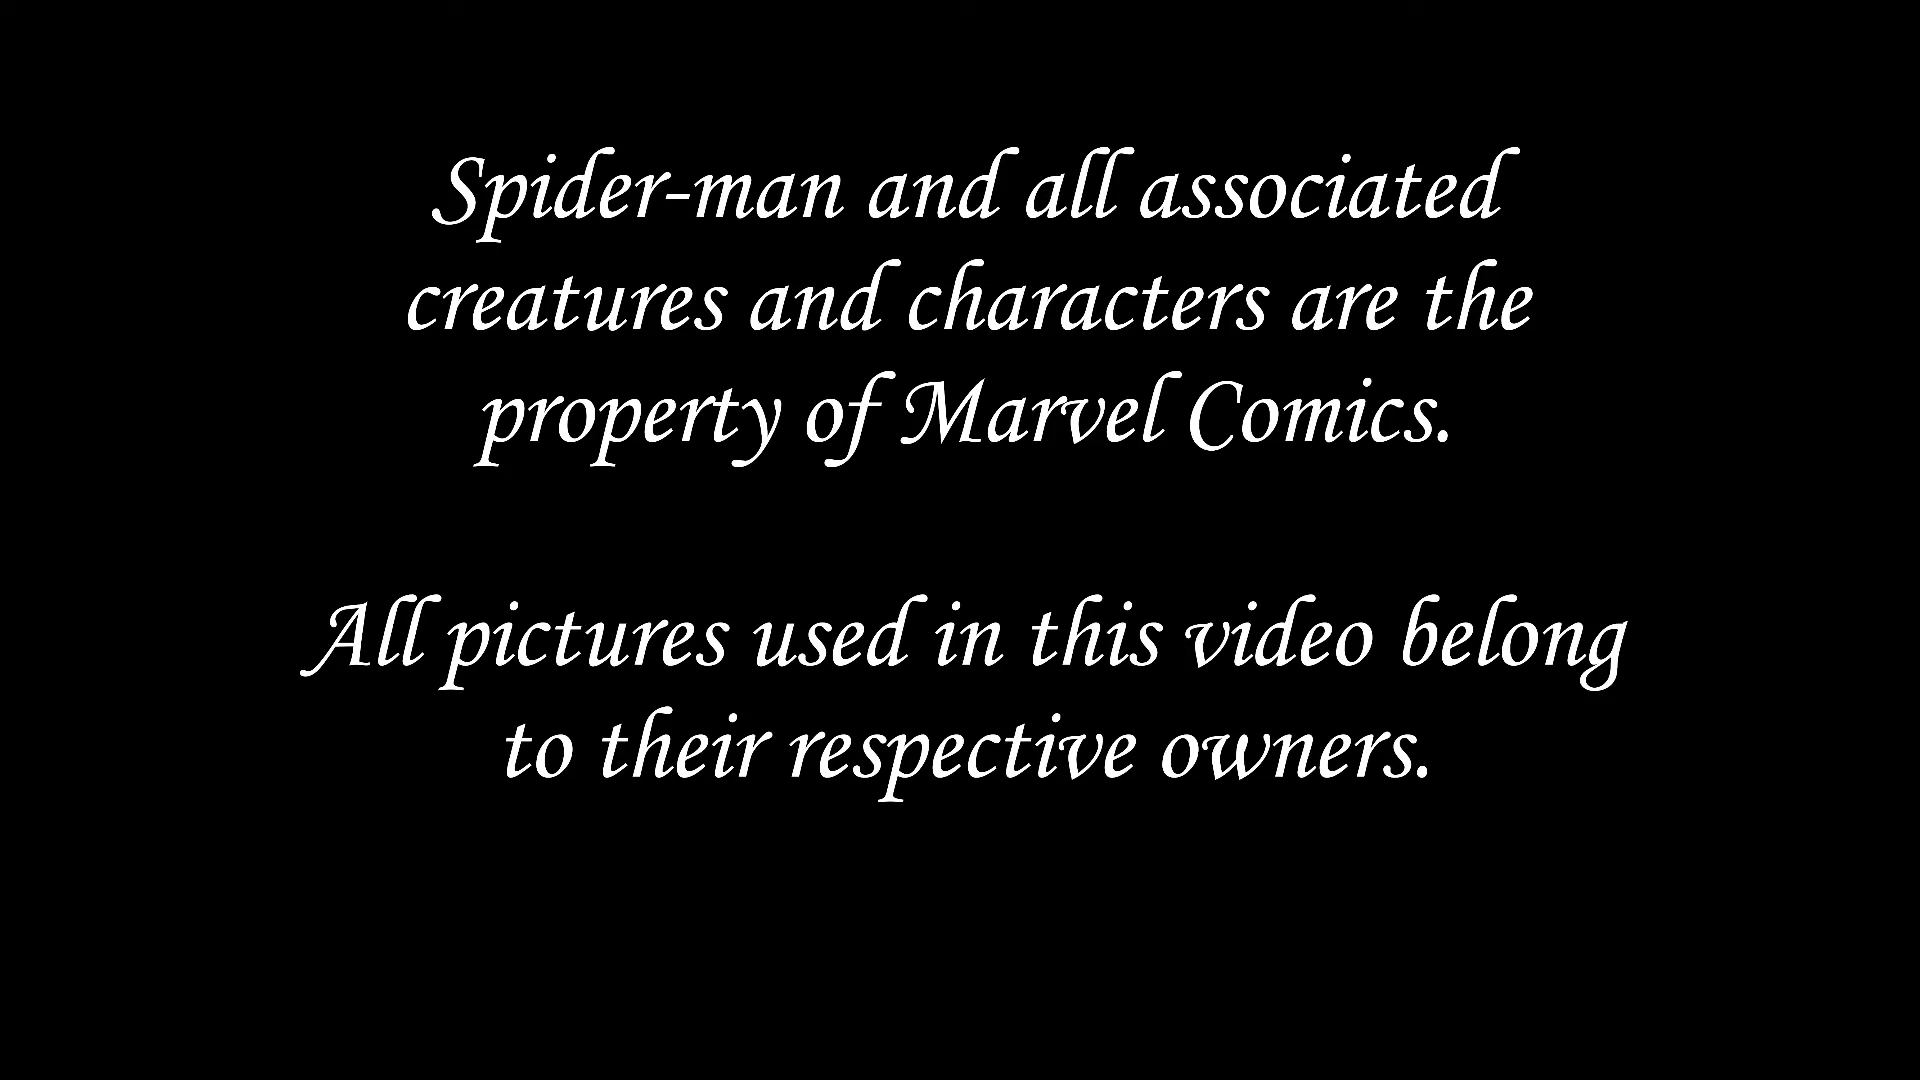 Spider-man and all associated
creatures and characters are the
property of Marvel Comics.
All pictures used in this video belong
to their respective owners.